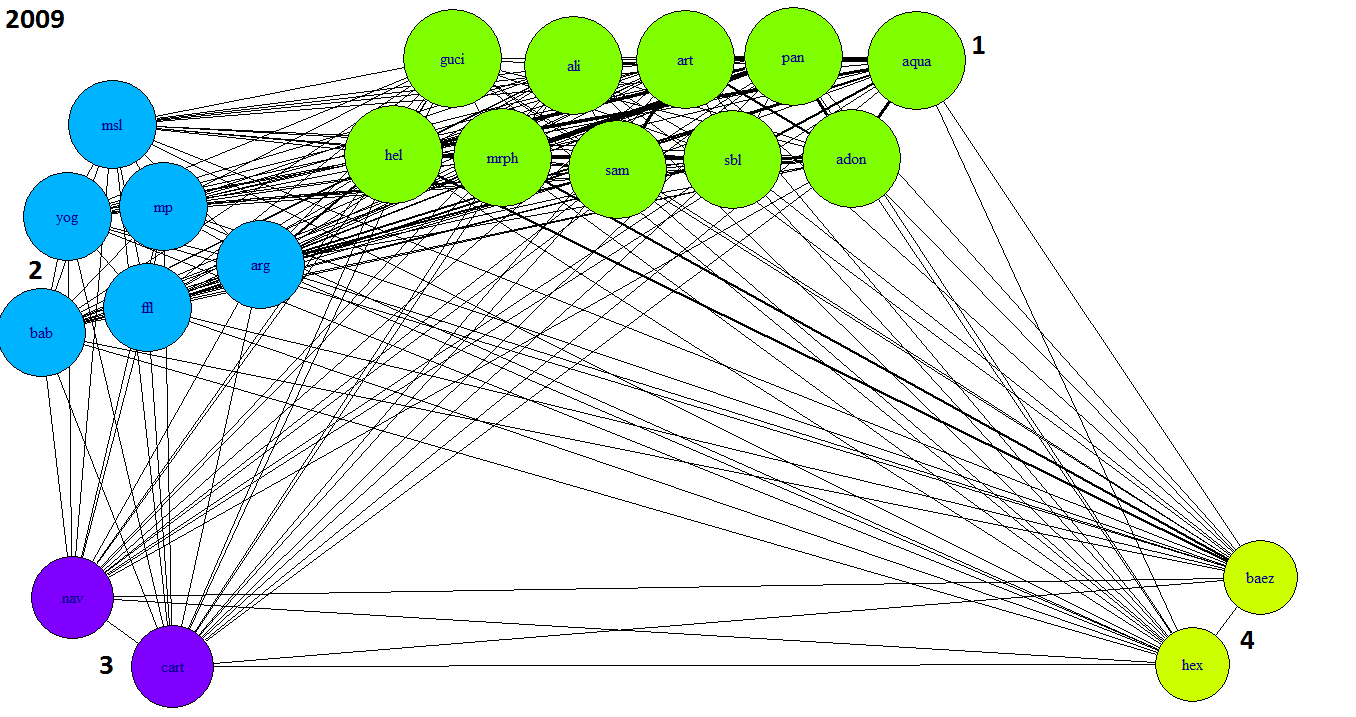 2009
guci
ali
art
pan
aqua
1
msl
hel
mrph
sam
sbl
adon
yog
mp
arg
2
bab
ffl
nav
cart
3
baez
hex
4